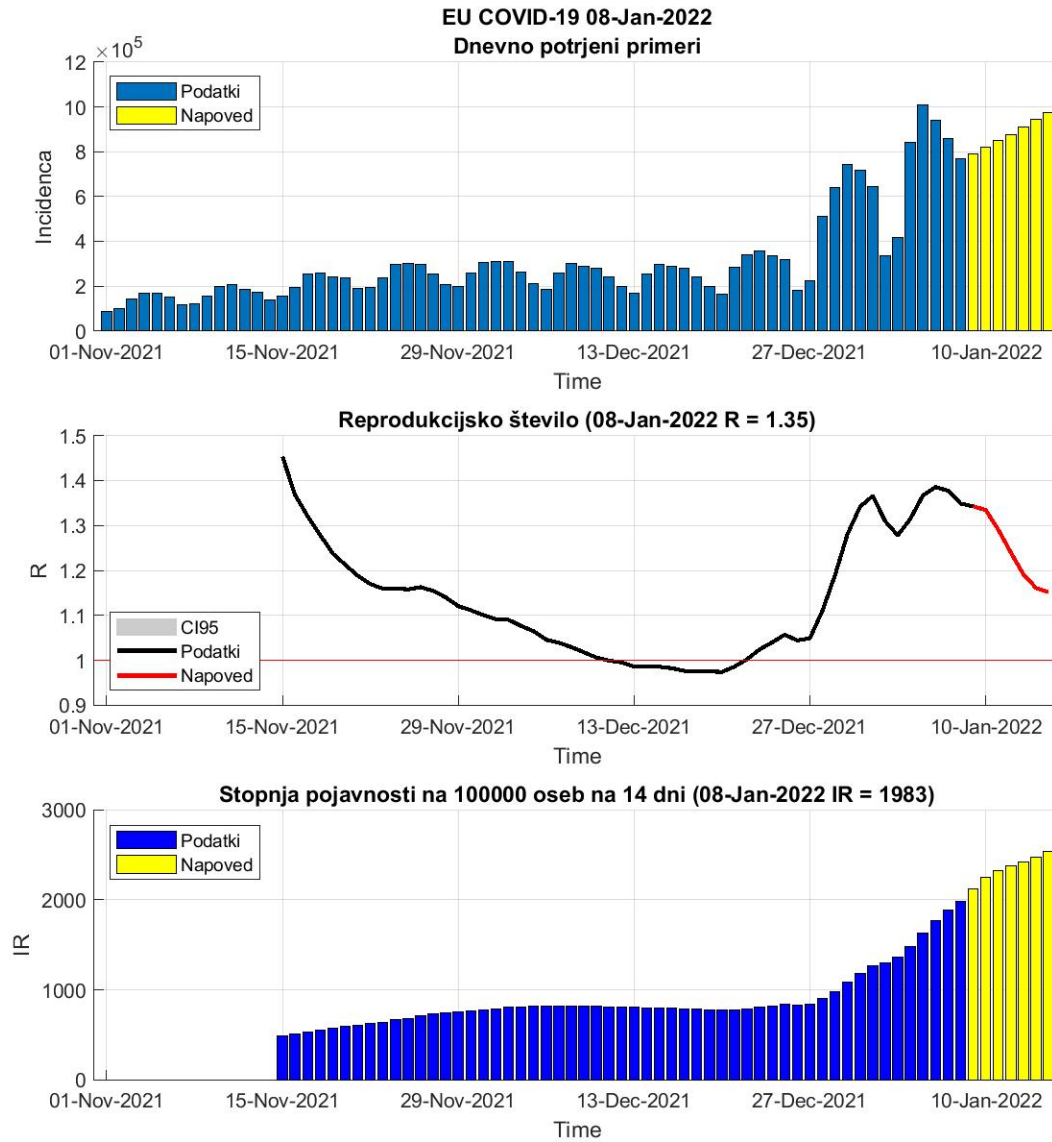 EU COVID-19 08-Jan-2022
Dnevno potrjeni primeri
×10⁵
12
10
8
6
4
2
0
Incidenca
Podatki
Napoved
01-Nov-2021 15-Nov-2021 29-Nov-2021 13-Dec-2021 27-Dec-2021 10-Jan-2022
Time
Reprodukcijsko število (08-Jan-2022 R = 1.35)
1.5
1.4
1.3
1.2
1.1
1
0.9
R
CI95
Podatki
Napoved
01-Nov-2021 15-Nov-2021 29-Nov-2021 13-Dec-2021 27-Dec-2021 10-Jan-2022
Time
Stopnja pojavnosti na 100000 oseb na 14 dni (08-Jan-2022 IR = 1983)
3000
2000
1000
0
IR
Podatki
Napoved
01-Nov-2021 15-Nov-2021 29-Nov-2021 13-Dec-2021 27-Dec-2021 10-Jan-2022
Time